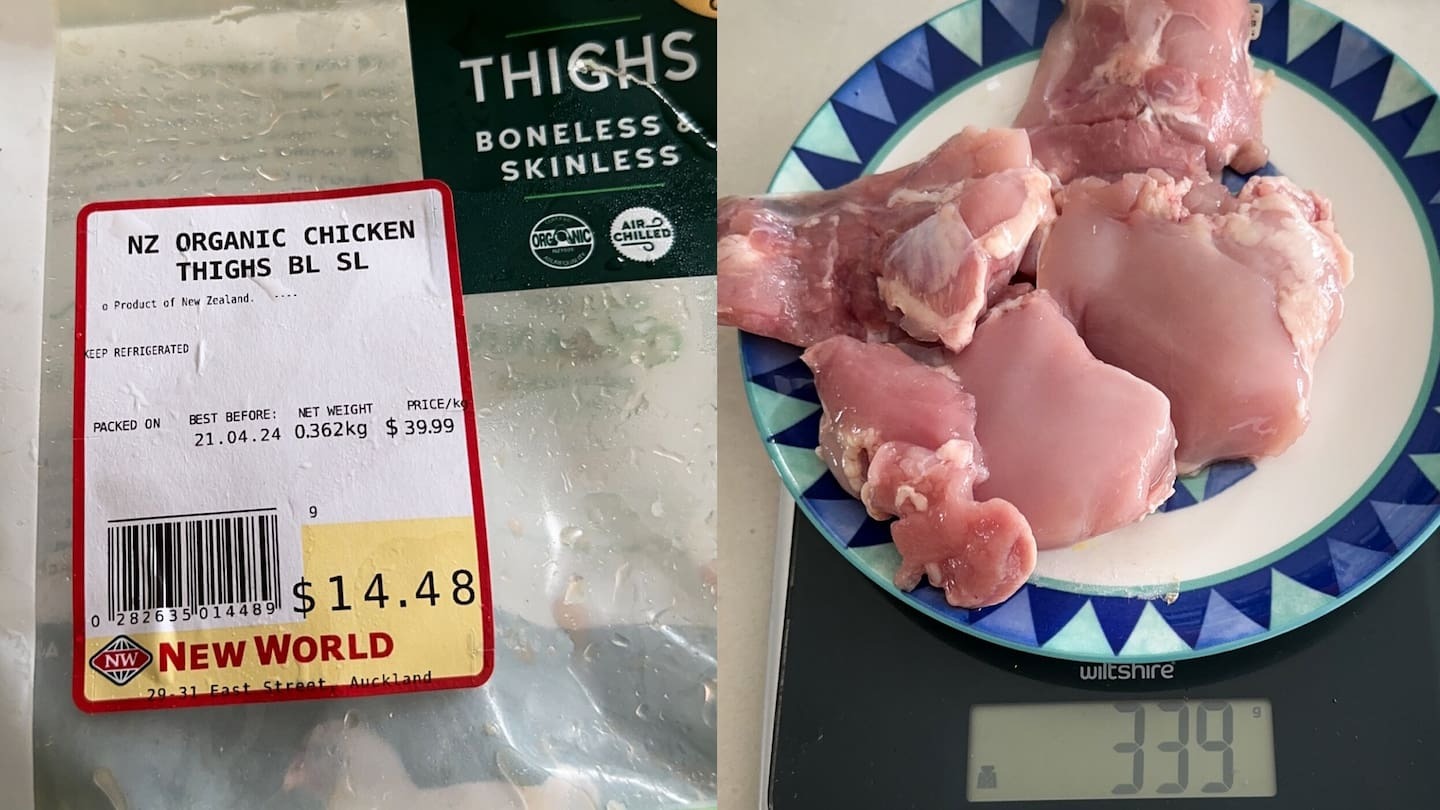 THIGHS
BONELESS &
SKINLESS
ORGANIC
AIR
CHILLED
NZ ORGANIC CHICKEN
THIGHS BL SL
o Product of New Zealand.
KEEP REFRIGERATED
PACKED ON BEST BEFORE: NET WEIGHT PRICE/kg
21.04.24 0.362kg $ 39.99
9
0 282635 014489
$14.48
NW NEW WORLD
29-31 East Street, Auckland
wiltshire
339 g